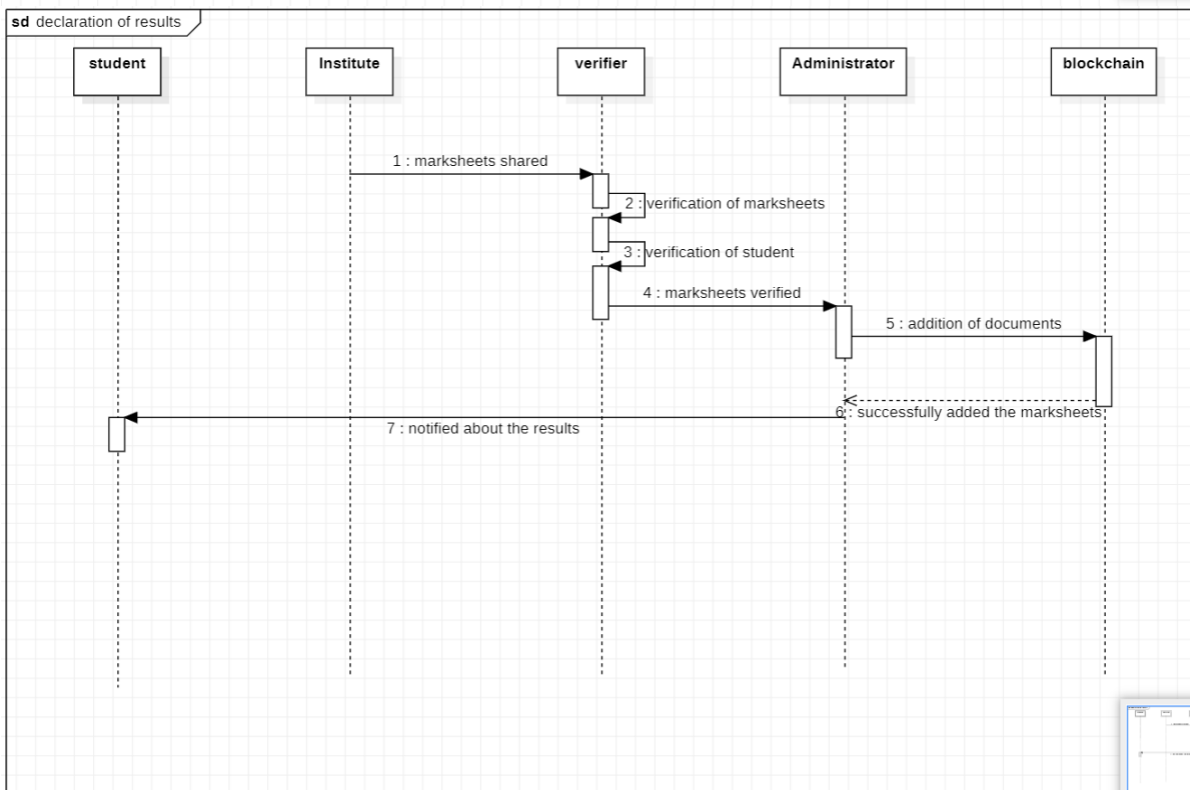 sd declaration of results
student
Institute
verifier
Administrator
blockchain
1 : marksheets shared
2 : verification of marksheets
3 : verification of student
4 : marksheets verified
5 : addition of documents
6 : successfully added the marksheets
7 : notified about the results